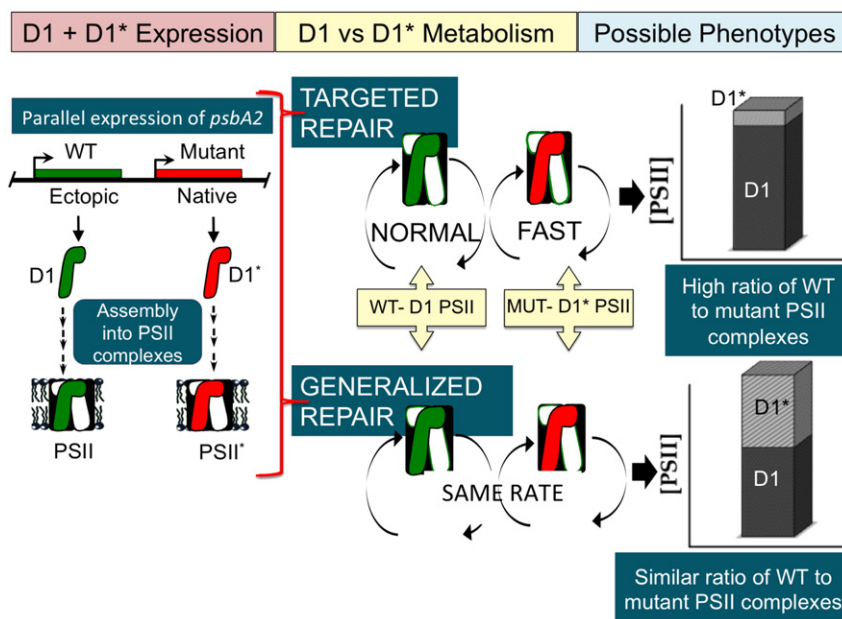 D1 + D1* Expression
D1 vs D1* Metabolism
Possible Phenotypes
Parallel expression of psbA2
WT
Mutant
Ectopic
Native
D1
D1*
Assembly
into PSII
complexes
PSII
PSII*
TARGETED
REPAIR
NORMAL
FAST
WT- D1 PSII
MUT- D1* PSII
GENERALIZED
REPAIR
SAME RATE
[PSII]
D1*
D1
High ratio of WT
to mutant PSII
complexes
[PSII]
D1*
D1
Similar ratio of WT to
mutant PSII complexes